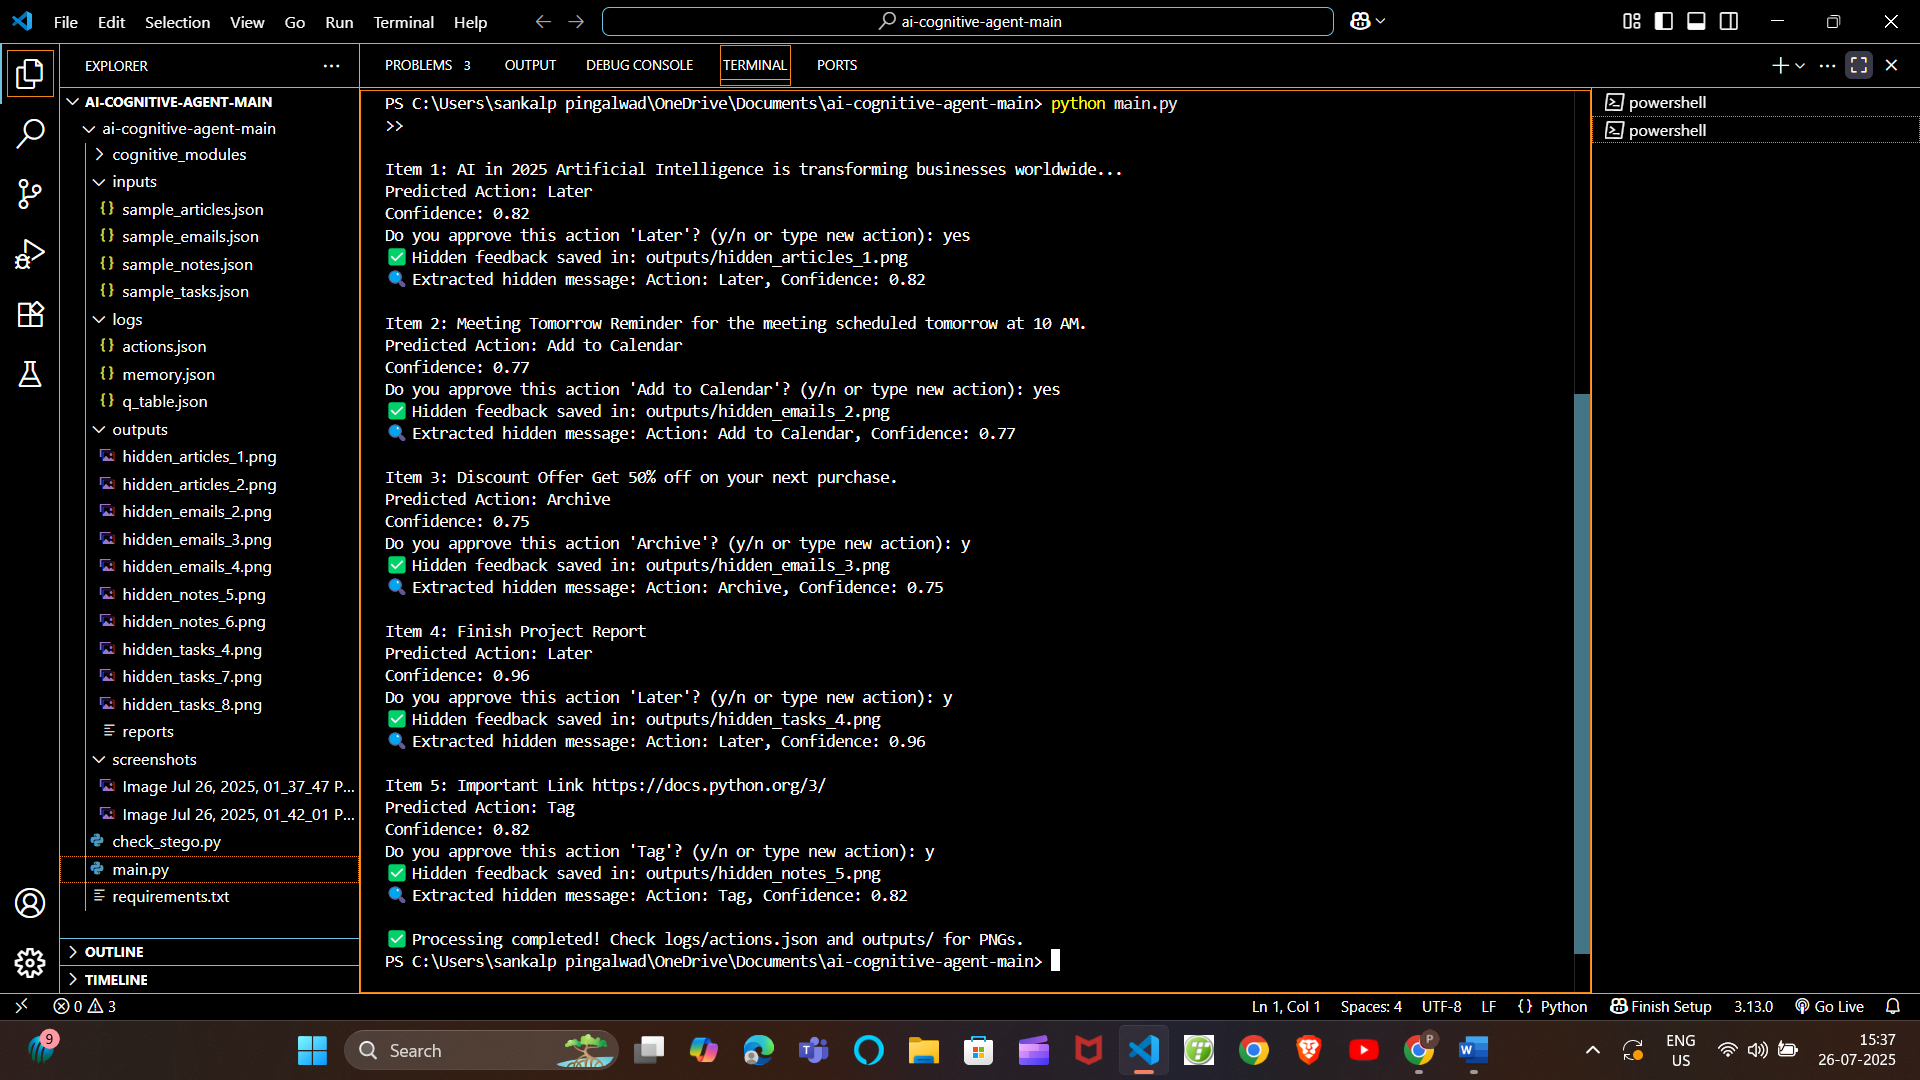 File Edit Selection View Go Run Terminal Help
ai-cognitive-agent-main
EXPLORER
PROBLEMS 3 OUTPUT DEBUG CONSOLE TERMINAL PORTS
AI-COGNITIVE-AGENT-MAIN
ai-cognitive-agent-main
cognitive_modules
inputs
sample_articles.json
sample_emails.json
sample_notes.json
sample_tasks.json
logs
actions.json
memory.json
q_table.json
outputs
hidden_articles_1.png
hidden_articles_2.png
hidden_emails_2.png
hidden_emails_3.png
hidden_emails_4.png
hidden_notes_5.png
hidden_notes_6.png
hidden_tasks_4.png
hidden_tasks_7.png
hidden_tasks_8.png
reports
screenshots
Image Jul 26, 2025, 01_37_47 P...
Image Jul 26, 2025, 01_42_01 P...
check_stego.py
main.py
requirements.txt
OUTLINE
TIMELINE
PS C:\Users\sankalp pingalwad\OneDrive\Documents\ai-cognitive-agent-main> python main.py
>>
Item 1: AI in 2025 Artificial Intelligence is transforming businesses worldwide...
Predicted Action: Later
Confidence: 0.82
Do you approve this action 'Later'? (y/n or type new action): yes
✅ Hidden feedback saved in: outputs/hidden_articles_1.png
🔍 Extracted hidden message: Action: Later, Confidence: 0.82
Item 2: Meeting Tomorrow Reminder for the meeting scheduled tomorrow at 10 AM.
Predicted Action: Add to Calendar
Confidence: 0.77
Do you approve this action 'Add to Calendar'? (y/n or type new action): yes
✅ Hidden feedback saved in: outputs/hidden_emails_2.png
🔍 Extracted hidden message: Action: Add to Calendar, Confidence: 0.77
Item 3: Discount Offer Get 50% off on your next purchase.
Predicted Action: Archive
Confidence: 0.75
Do you approve this action 'Archive'? (y/n or type new action): y
✅ Hidden feedback saved in: outputs/hidden_emails_3.png
🔍 Extracted hidden message: Action: Archive, Confidence: 0.75
Item 4: Finish Project Report
Predicted Action: Later
Confidence: 0.96
Do you approve this action 'Later'? (y/n or type new action): y
✅ Hidden feedback saved in: outputs/hidden_tasks_4.png
🔍 Extracted hidden message: Action: Later, Confidence: 0.96
Item 5: Important Link https://docs.python.org/3/
Predicted Action: Tag
Confidence: 0.82
Do you approve this action 'Tag'? (y/n or type new action): y
✅ Hidden feedback saved in: outputs/hidden_notes_5.png
🔍 Extracted hidden message: Action: Tag, Confidence: 0.82
✅ Processing completed! Check logs/actions.json and outputs/ for PNGs.
PS C:\Users\sankalp pingalwad\OneDrive\Documents\ai-cognitive-agent-main>
powershell
powershell
0 3
Ln 1, Col 1 Spaces: 4 UTF-8 LF {} Python Finish Setup 3.13.0 Go Live
9
Search
P
W
ENG
US
15:37
26-07-2025